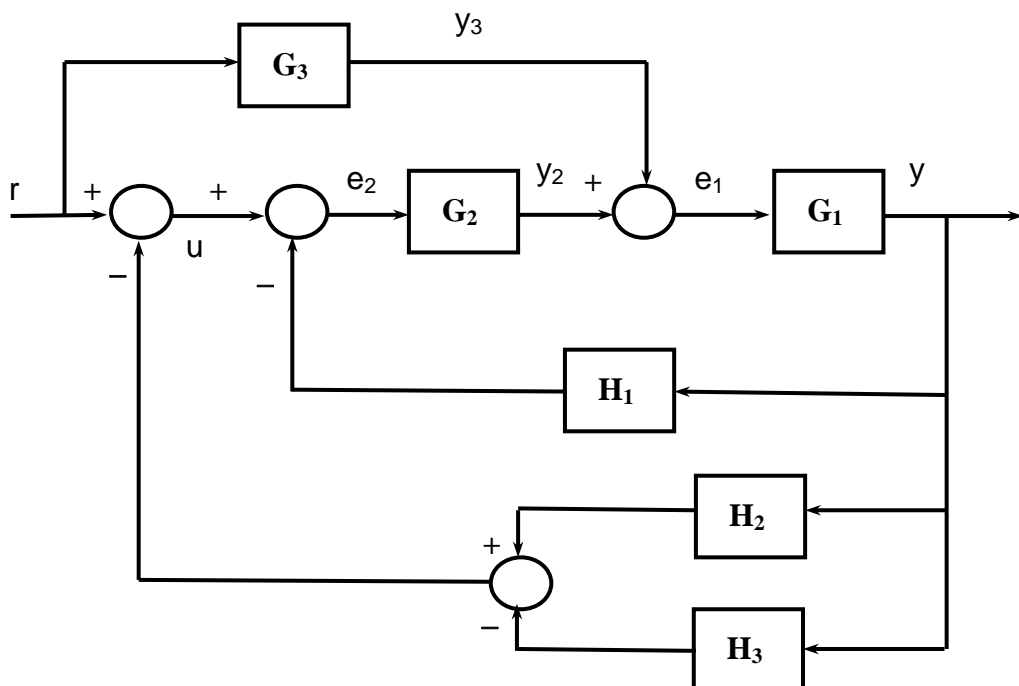 y₃
G₃
r
+
+
e₂
G₂
y₂
+
e₁
G₁
y
u
−
−
H₁
H₂
+
−
H₃